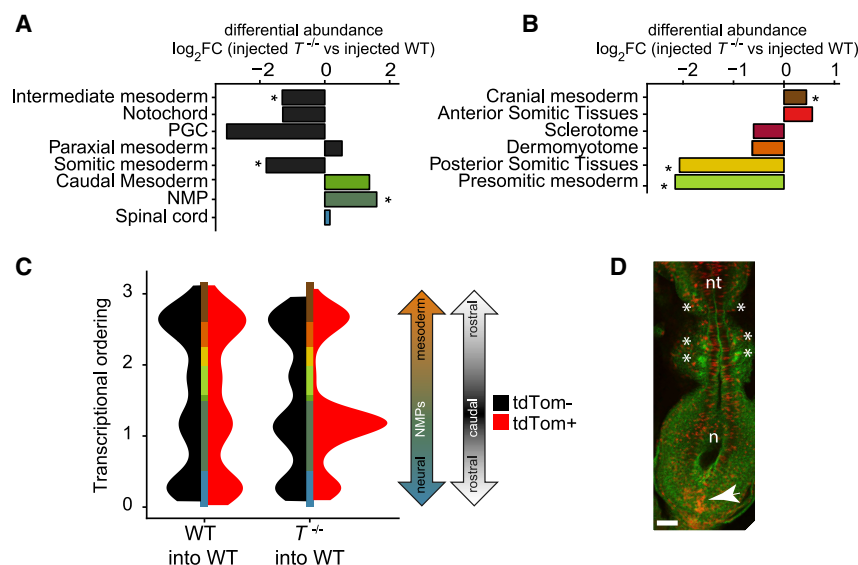 A
differential abundance
log₂FC (injected T⁻/⁻ vs injected WT)
−2 0 2
Intermediate mesoderm *
Notochord
PGC
Paraxial mesoderm
Somitic mesoderm *
Caudal Mesoderm
NMP *
Spinal cord
B
differential abundance
log₂FC (injected T⁻/⁻ vs injected WT)
−2 −1 0 1
Cranial mesoderm *
Anterior Somitic Tissues
Sclerotome
Dermomyotome
Posterior Somitic Tissues *
Presomitic mesoderm *
C
Transcriptional ordering
3
2
1
0
WT
into WT
T⁻/⁻
into WT
mesoderm
NMPs
neural
rostral
caudal
rostral
tdTom-
tdTom+
D
nt
* *
* *
* *
n